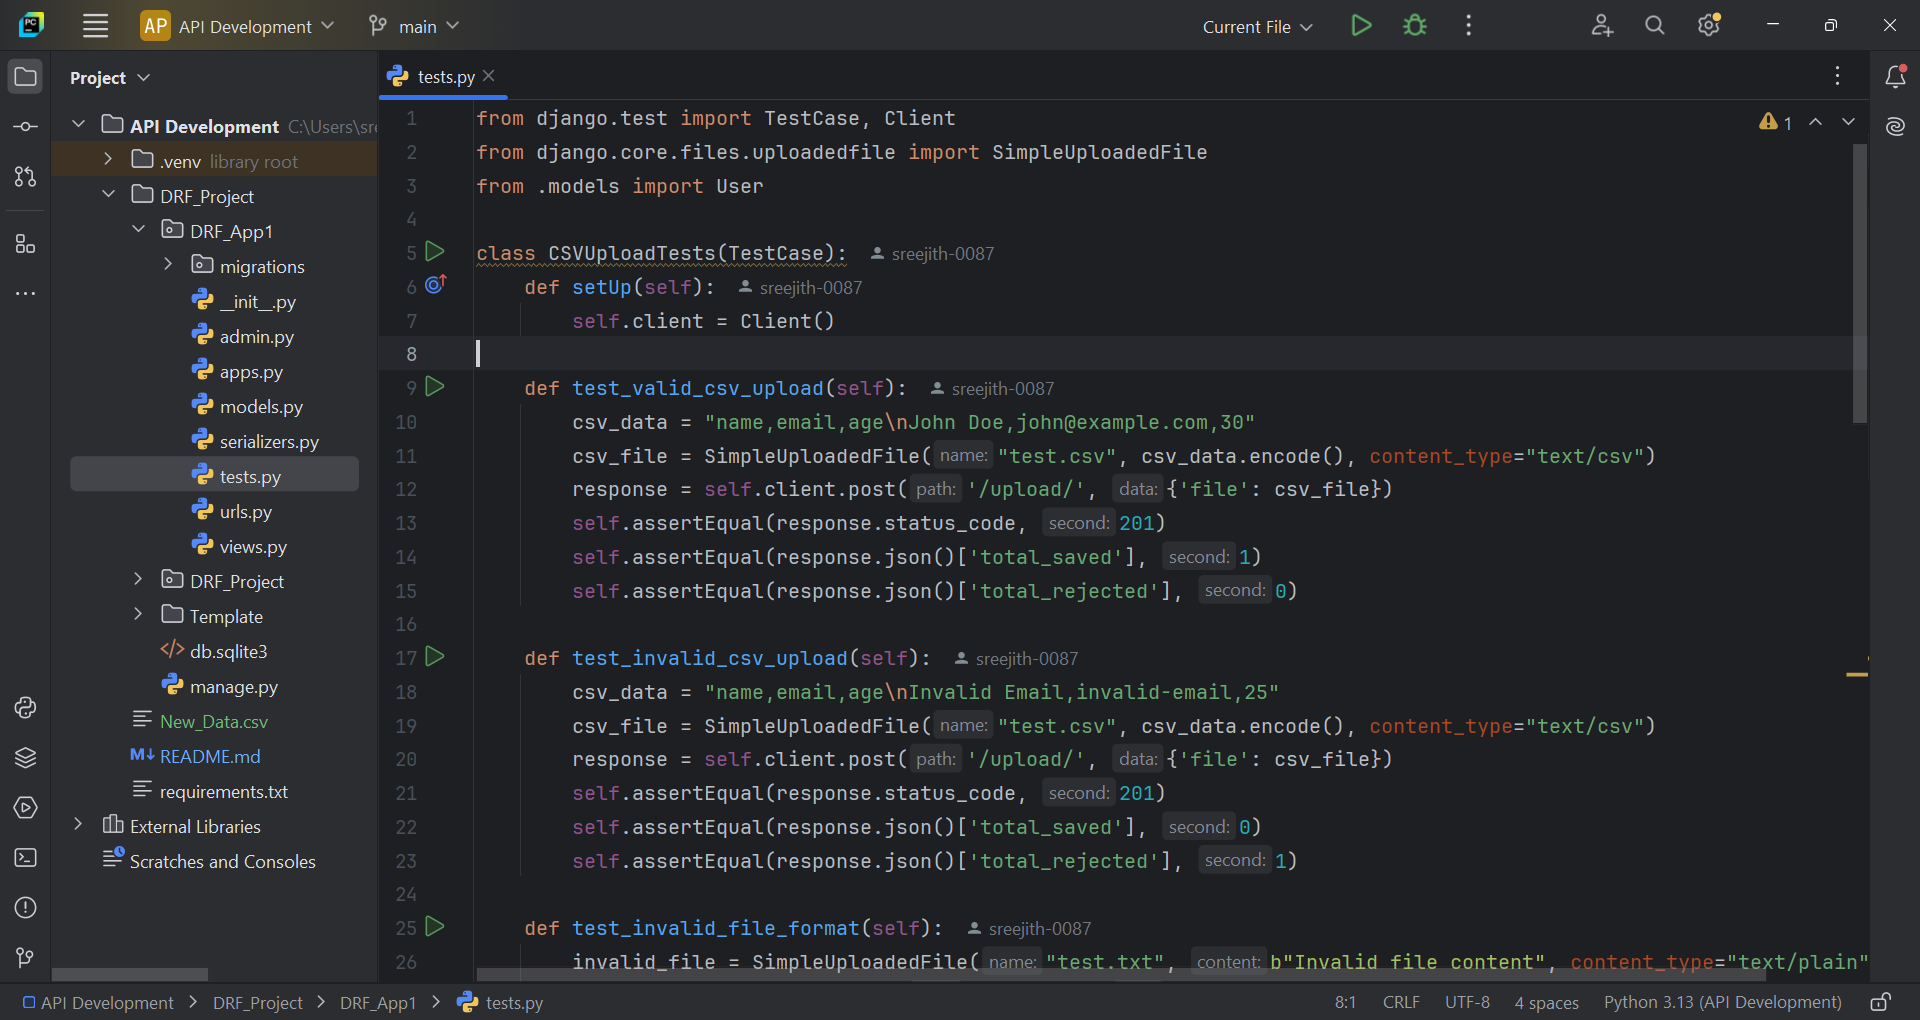 PC
AP API Development
main
Current File
Project
tests.py
API Development C:\Users\sre
.venv library root
DRF_Project
DRF_App1
migrations
__init__.py
admin.py
apps.py
models.py
serializers.py
tests.py
urls.py
views.py
DRF_Project
Template
db.sqlite3
manage.py
New_Data.csv
M↓ README.md
requirements.txt
External Libraries
Scratches and Consoles
1
1 from django.test import TestCase, Client
2 from django.core.files.uploadedfile import SimpleUploadedFile
3 from .models import User
4
5 class CSVUploadTests(TestCase): sreejith-0087
6 def setUp(self): sreejith-0087
7 self.client = Client()
8
9 def test_valid_csv_upload(self): sreejith-0087
10 csv_data = "name,email,age\nJohn Doe,john@example.com,30"
11 csv_file = SimpleUploadedFile( name: "test.csv", csv_data.encode(), content_type="text/csv")
12 response = self.client.post( path: '/upload/', data: {'file': csv_file})
13 self.assertEqual(response.status_code, second: 201)
14 self.assertEqual(response.json()['total_saved'], second: 1)
15 self.assertEqual(response.json()['total_rejected'], second: 0)
16
17 def test_invalid_csv_upload(self): sreejith-0087
18 csv_data = "name,email,age\nInvalid Email,invalid-email,25"
19 csv_file = SimpleUploadedFile( name: "test.csv", csv_data.encode(), content_type="text/csv")
20 response = self.client.post( path: '/upload/', data: {'file': csv_file})
21 self.assertEqual(response.status_code, second: 201)
22 self.assertEqual(response.json()['total_saved'], second: 0)
23 self.assertEqual(response.json()['total_rejected'], second: 1)
24
25 def test_invalid_file_format(self): sreejith-0087
26 invalid_file = SimpleUploadedFile( name: "test.txt", content: b"Invalid file content", content_type="text/plain"
API Development > DRF_Project > DRF_App1 > tests.py
8:1 CRLF UTF-8 4 spaces Python 3.13 (API Development)